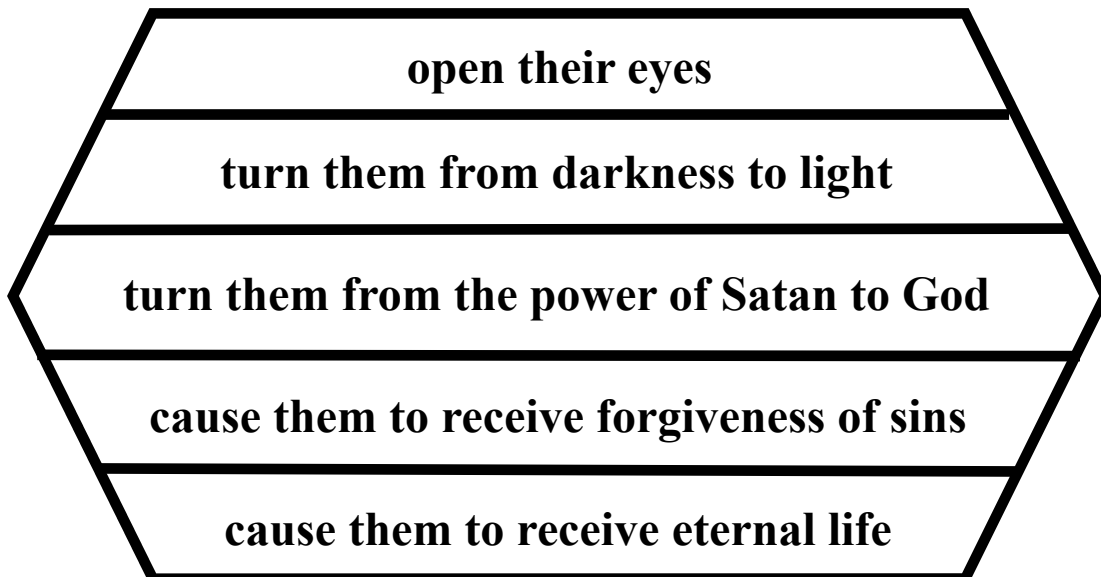 open their eyes
turn them from darkness to light
turn them from the power of Satan to God
cause them to receive forgiveness of sins
cause them to receive eternal life